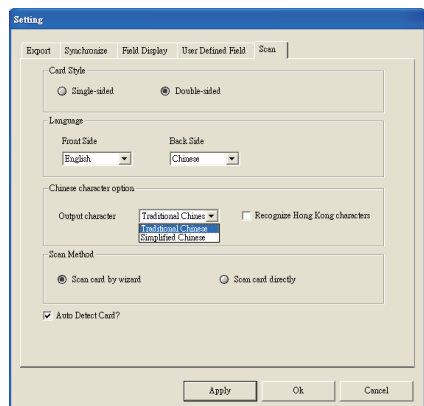 Setting
Export Synchronize Field Display User Defined Field Scan
Card Style
Single-sided Double-sided
Language
Front Side Back Side
English Chinese
Chinese character option
Output character Traditional Chines Recognize Hong Kong characters
Traditional Chinese
Simplified Chinese
Scan Method
Scan card by wizard Scan card directly
Auto Detect Card?
Apply Ok Cancel